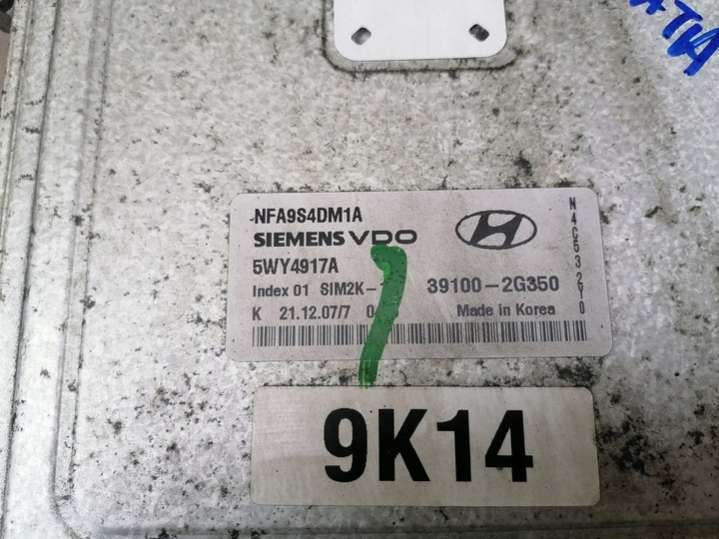 NFA9S4DM1A
SIEMENS VDO
5WY4917A
Index 01 SIM2K-
39100-2G350
K 21.12.07/7
Made in Korea
9K14